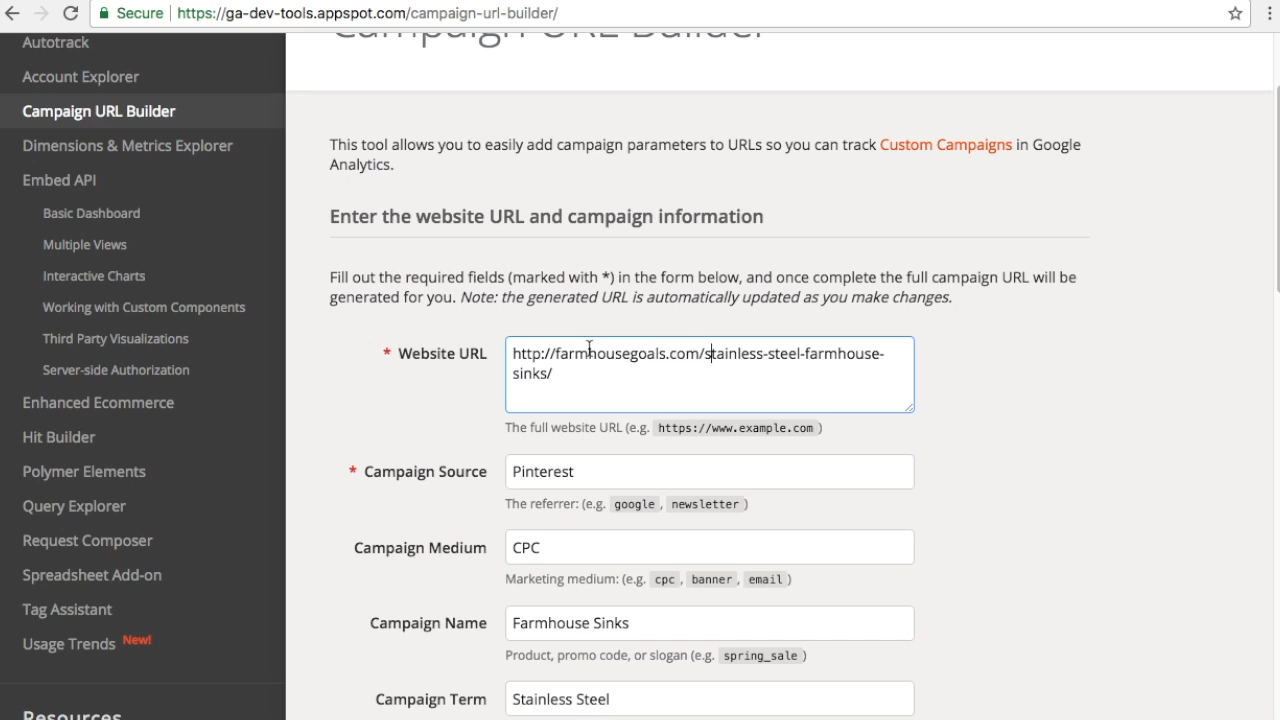 Secure
https://ga-dev-tools.appspot.com/campaign-url-builder/
Autotrack
Account Explorer
Campaign URL Builder
Dimensions & Metrics Explorer
Embed API
Basic Dashboard
Multiple Views
Interactive Charts
Working with Custom Components
Third Party Visualizations
Server-side Authorization
Enhanced Ecommerce
Hit Builder
Polymer Elements
Query Explorer
Request Composer
Spreadsheet Add-on
Tag Assistant
Usage Trends New!
Resources
Campaign URL Builder
This tool allows you to easily add campaign parameters to URLs so you can track Custom Campaigns in Google
Analytics.
Enter the website URL and campaign information
Fill out the required fields (marked with *) in the form below, and once complete the full campaign URL will be
generated for you. Note: the generated URL is automatically updated as you make changes.
* Website URL
http://farmhousegoals.com/stainless-steel-farmhouse-
sinks/
The full website URL (e.g. https://www.example.com )
* Campaign Source
Pinterest
The referrer: (e.g. google , newsletter )
Campaign Medium
CPC
Marketing medium: (e.g. cpc , banner , email )
Campaign Name
Farmhouse Sinks
Product, promo code, or slogan (e.g. spring_sale )
Campaign Term
Stainless Steel